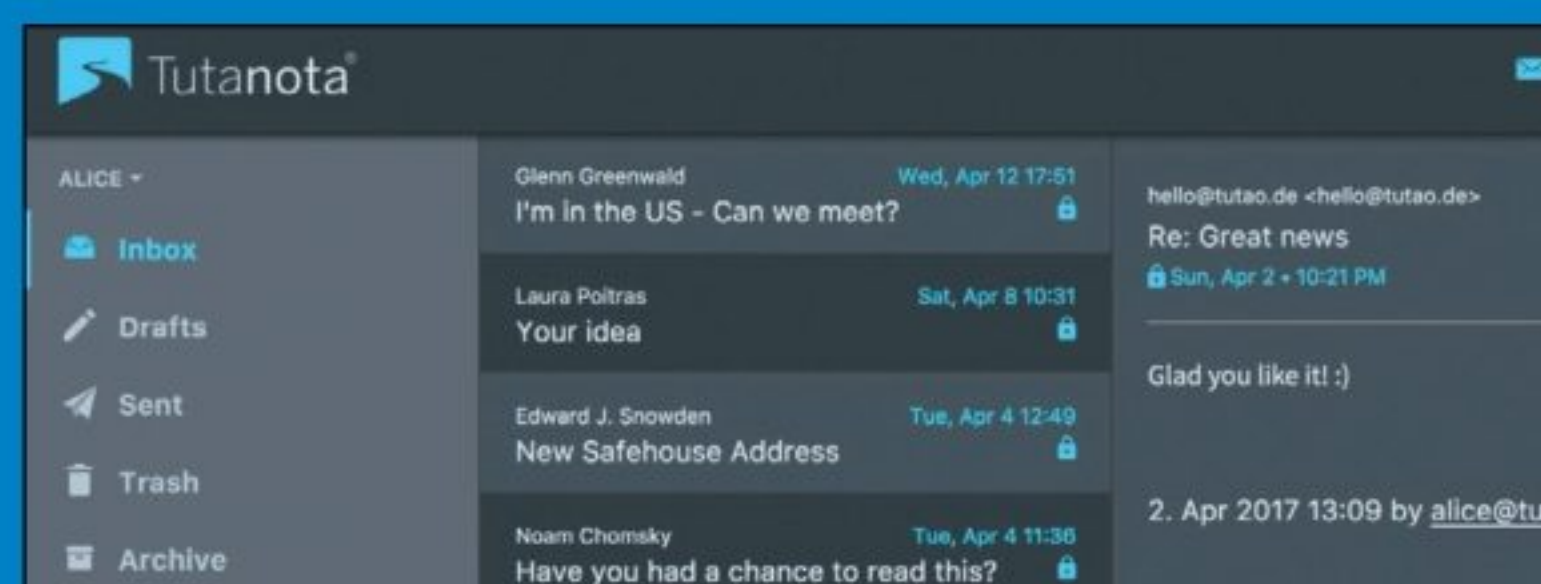 Tutanota®
ALICE
Inbox
Drafts
Sent
Trash
Archive
Glenn Greenwald Wed, Apr 12 17:51
I'm in the US - Can we meet?
Laura Poitras Sat, Apr 8 10:31
Your idea
Edward J. Snowden Tue, Apr 4 12:49
New Safehouse Address
Noam Chomsky Tue, Apr 4 11:36
Have you had a chance to read this?
hello@tutao.de <hello@tutao.de>
Re: Great news
Sun, Apr 2 • 10:21 PM
Glad you like it! :)
2. Apr 2017 13:09 by alice@tu